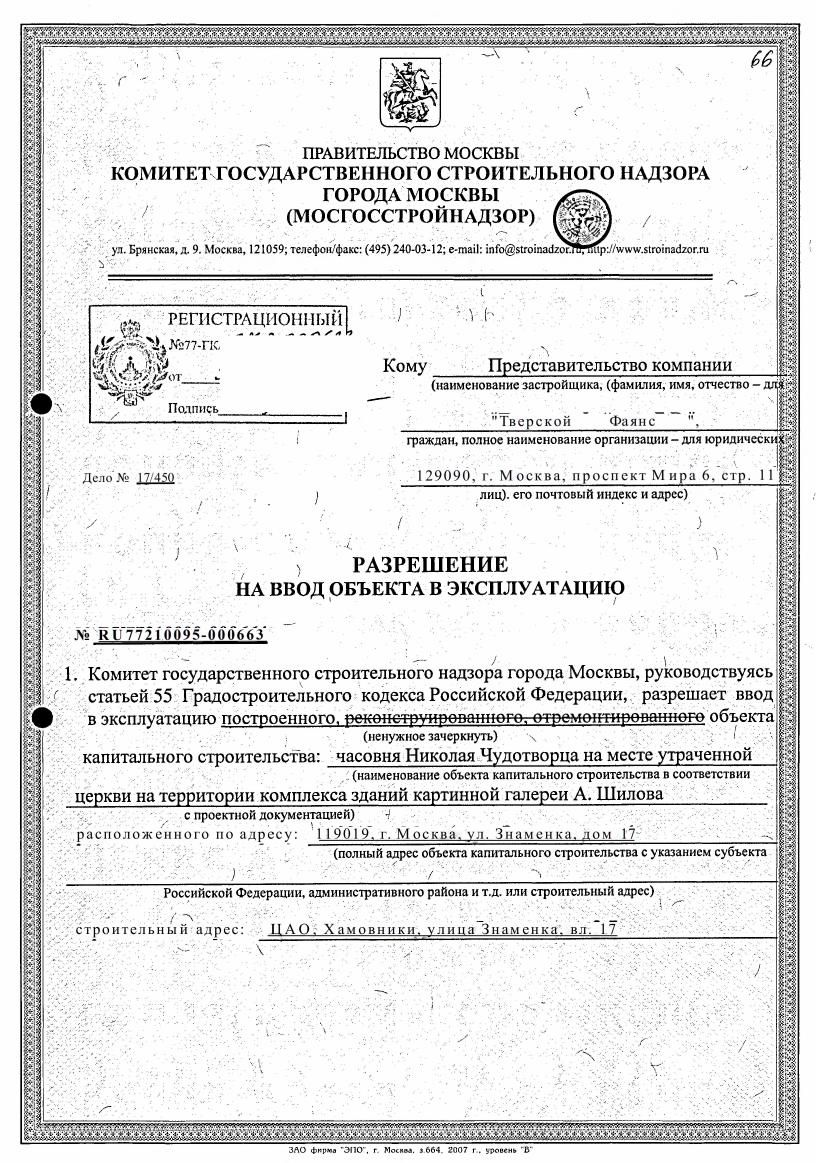 66
ПРАВИТЕЛЬСТВО МОСКВЫ
КОМИТЕТ ГОСУДАРСТВЕННОГО СТРОИТЕЛЬНОГО НАДЗОРА
ГОРОДА МОСКВЫ
(МОСГОССТРОЙНАДЗОР)
ул. Брянская, д. 9. Москва, 121059; телефон/факс: (495) 240-03-12; e-mail: info@stroinadzor.ru, http://www.stroinadzor.ru
РЕГИСТРАЦИОННЫЙ
№77-ГК
от
Подпись
Кому Представительство компании
(наименование застройщика, (фамилия, имя, отчество – для
"Тверской Фаянс ",
граждан, полное наименование организации – для юридических
Дело № 17/450
129090, г. Москва, проспект Мира 6, стр. 11
лиц). его почтовый индекс и адрес)
РАЗРЕШЕНИЕ
НА ВВОД ОБЪЕКТА В ЭКСПЛУАТАЦИЮ
№ RU77210095-000663
1. Комитет государственного строительного надзора города Москвы, руководствуясь
статьей 55 Градостроительного кодекса Российской Федерации, разрешает ввод
в эксплуатацию построенного, реконструированного, отремонтированного объекта
(ненужное зачеркнуть)
капитального строительства: часовня Николая Чудотворца на месте утраченной
(наименование объекта капитального строительства в соответствии
церкви на территории комплекса зданий картинной галереи А. Шилова
с проектной документацией)
расположенного по адресу: 119019, г. Москва, ул. Знаменка, дом 17
(полный адрес объекта капитального строительства с указанием субъекта
Российской Федерации, административного района и т.д. или строительный адрес)
строительный адрес: ЦАО, Хамовники, улица Знаменка, вл. 17
ЗАО фирма "ЭПО", г. Москва, з.664, 2007 г., уровень "В"